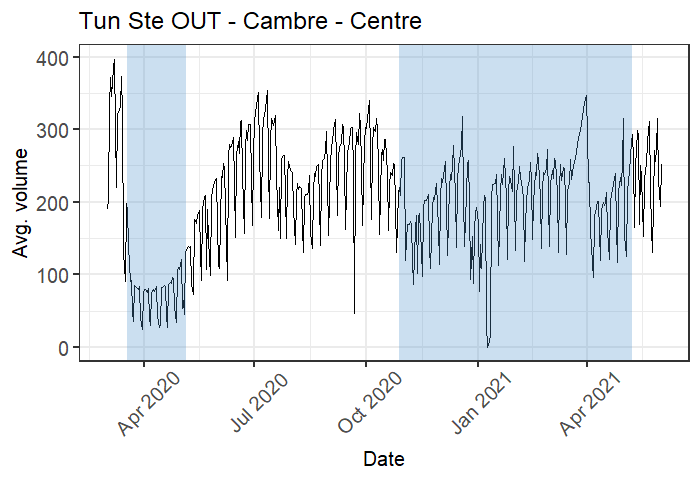 Tun Ste OUT - Cambre - Centre
Avg. volume
400
300
200
100
0
Apr 2020
Jul 2020
Oct 2020
Jan 2021
Apr 2021
Date